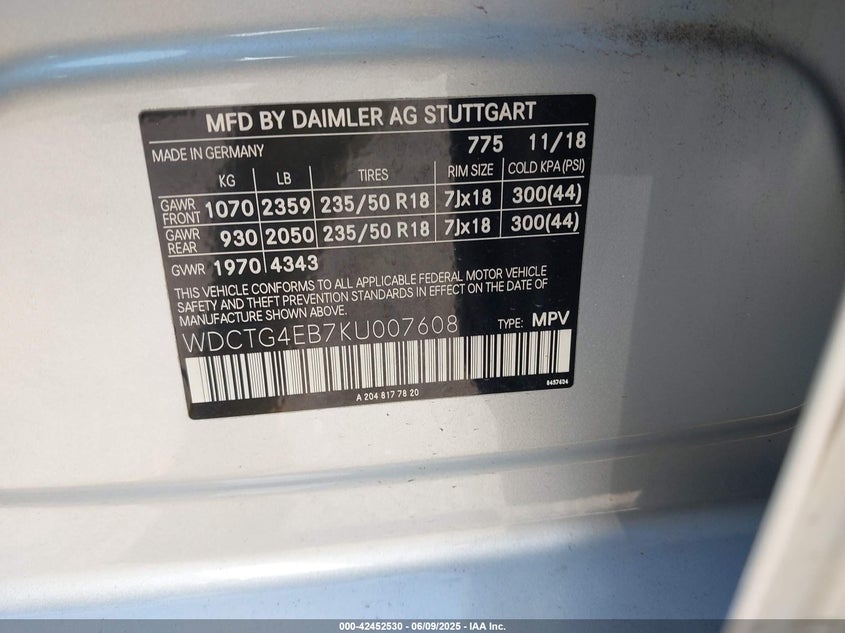 MFD BY DAIMLER AG STUTTGART
MADE IN GERMANY 775 11/18
KG LB TIRES RIM SIZE COLD KPA(PSI)
GAWR FRONT 1070 2359 235/50 R18 7Jx18 300(44)
GAWR REAR 930 2050 235/50 R18 7Jx18 300(44)
GVWR 1970 4343
THIS VEHICLE CONFORMS TO ALL APPLICABLE FEDERAL MOTOR VEHICLE
SAFETY AND THEFT PREVENTION STANDARDS IN EFFECT ON THE DATE OF
MANUFACTURE SHOWN ABOVE.
WDCTG4EB7KU007608 TYPE: MPV
A 204 817 78 20 8457634
000-42452530 - 06/09/2025 - IAA Inc.